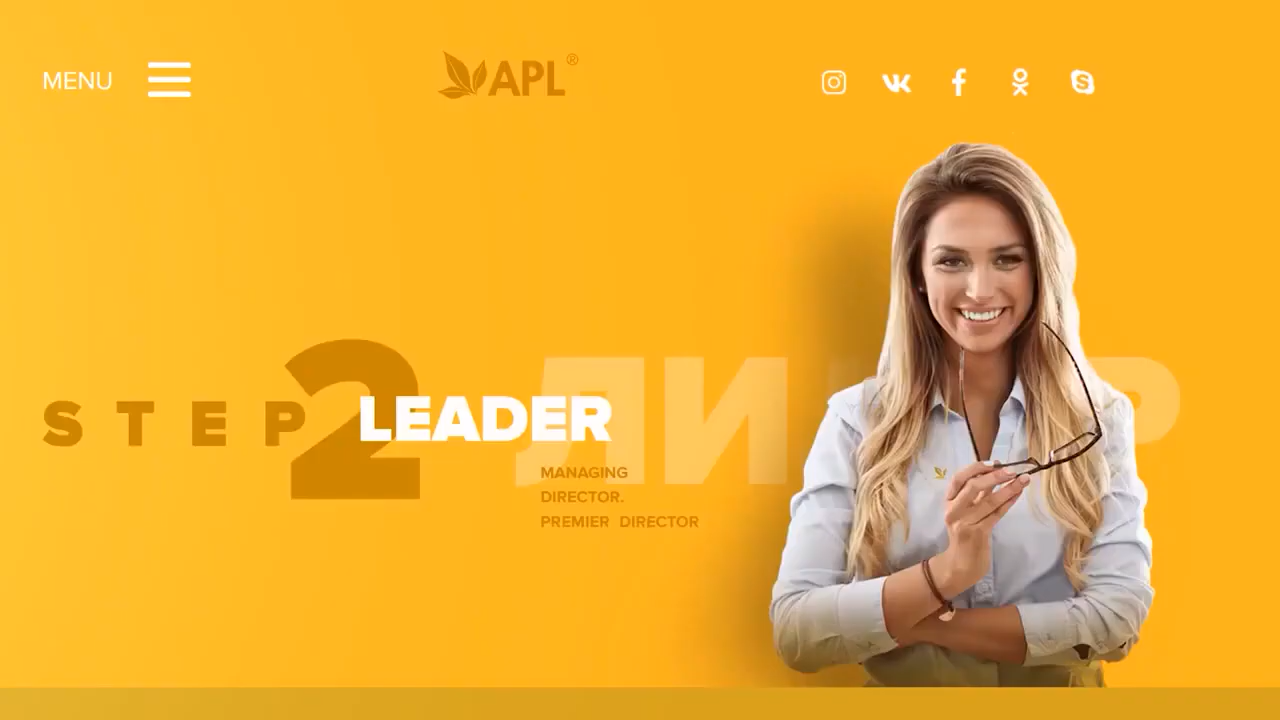 MENU
APL®
STEP 2 LEADER
MANAGING
DIRECTOR.
PREMIER DIRECTOR